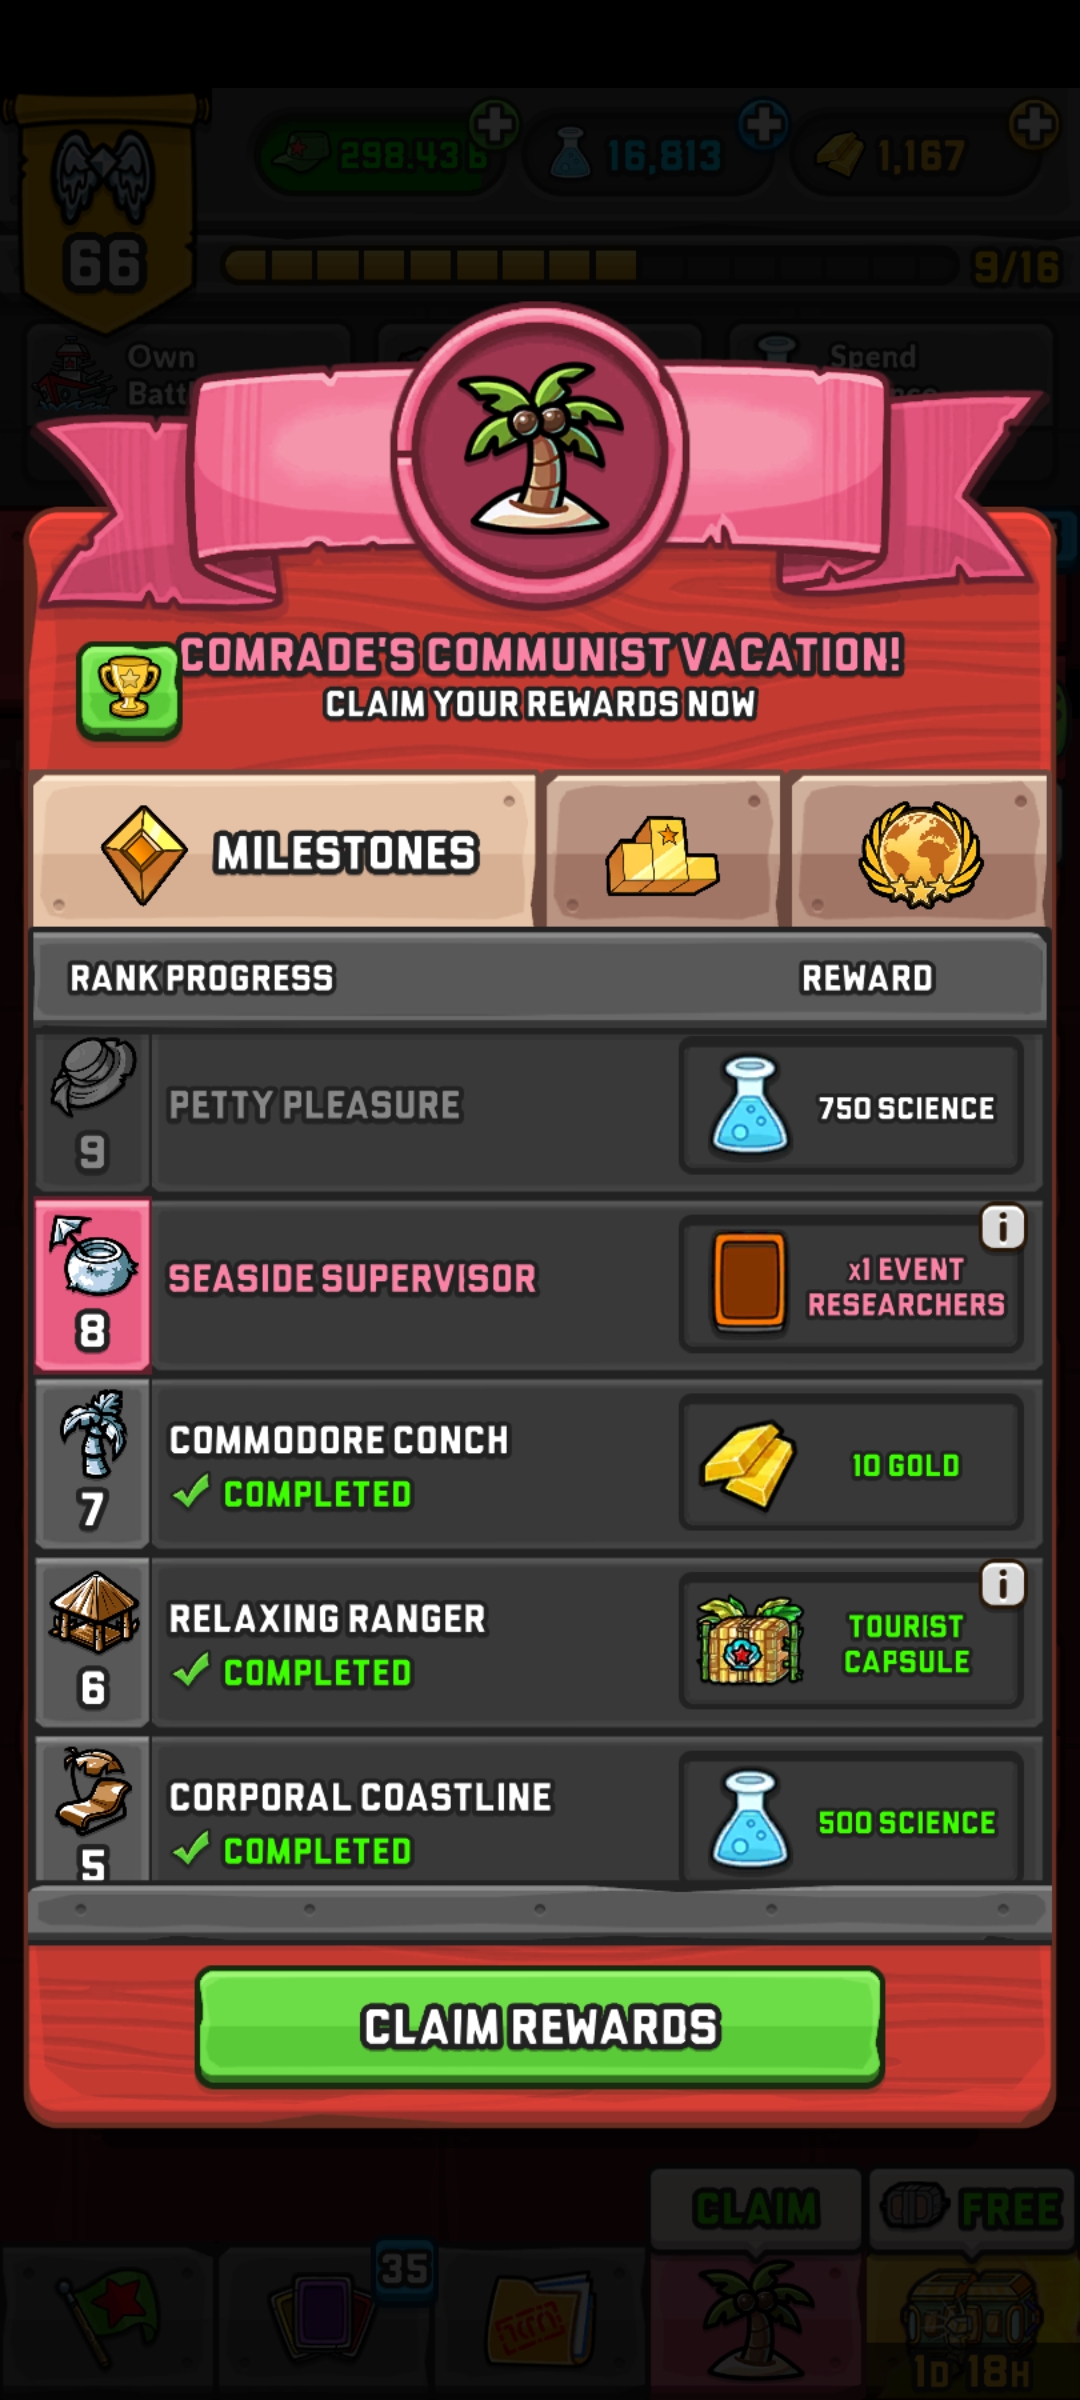 298.43 B
16,813
1,167
66
9/16
Own
Battl
Spend
COMRADE'S COMMUNIST VACATION!
CLAIM YOUR REWARDS NOW
MILESTONES
RANK PROGRESS
REWARD
9
PETTY PLEASURE
750 SCIENCE
8
SEASIDE SUPERVISOR
x1 EVENT
RESEARCHERS
7
COMMODORE CONCH
COMPLETED
10 GOLD
6
RELAXING RANGER
COMPLETED
TOURIST
CAPSULE
5
CORPORAL COASTLINE
COMPLETED
500 SCIENCE
CLAIM REWARDS
CLAIM
FREE
35
1D 18H